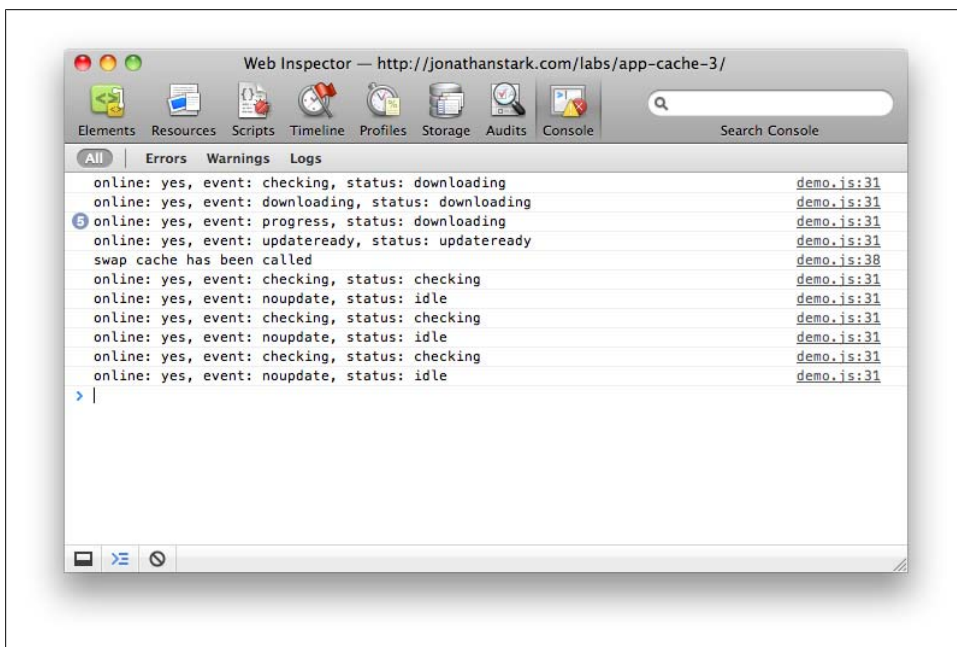 Web Inspector — http://jonathanstark.com/labs/app-cache-3/
Elements Resources Scripts Timeline Profiles Storage Audits Console Search Console
All Errors Warnings Logs
online: yes, event: checking, status: downloading demo.js:31
online: yes, event: downloading, status: downloading demo.js:31
5 online: yes, event: progress, status: downloading demo.js:31
online: yes, event: updateready, status: updateready demo.js:31
swap cache has been called demo.js:38
online: yes, event: checking, status: checking demo.js:31
online: yes, event: noupdate, status: idle demo.js:31
online: yes, event: checking, status: checking demo.js:31
online: yes, event: noupdate, status: idle demo.js:31
online: yes, event: checking, status: checking demo.js:31
online: yes, event: noupdate, status: idle demo.js:31
>